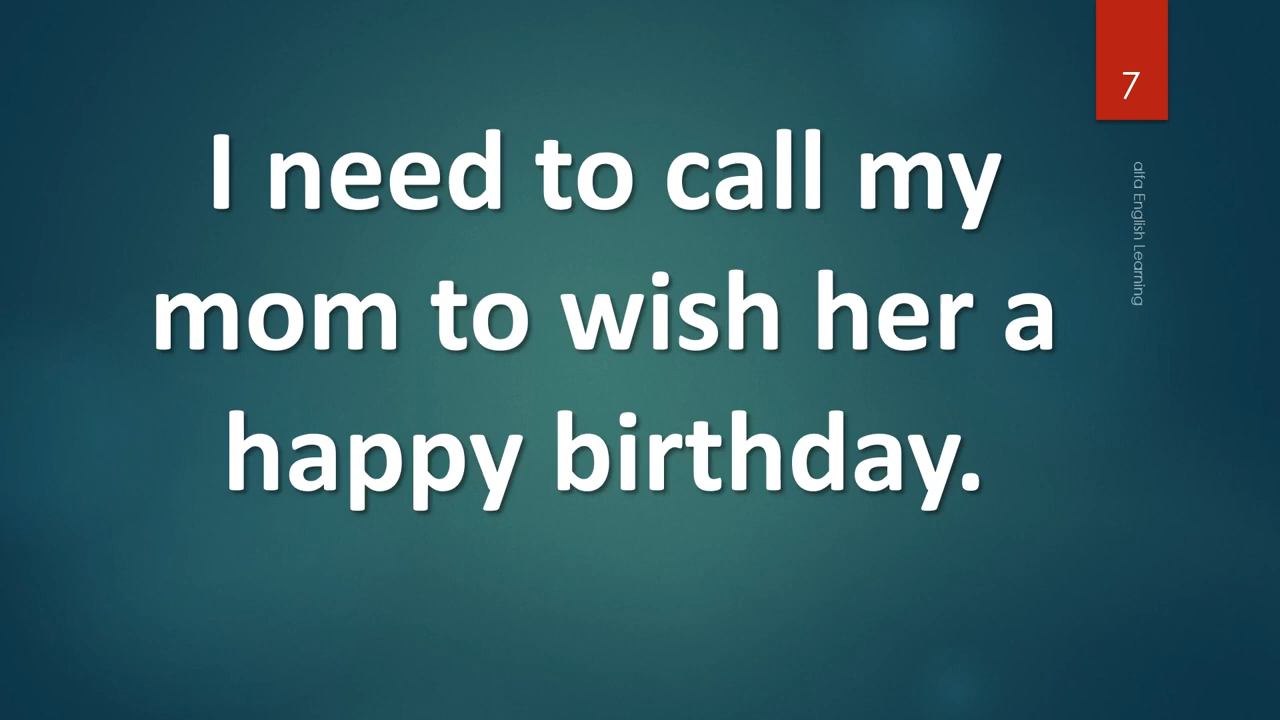 7
I need to call my
mom to wish her a
happy birthday.
alfa English Learning